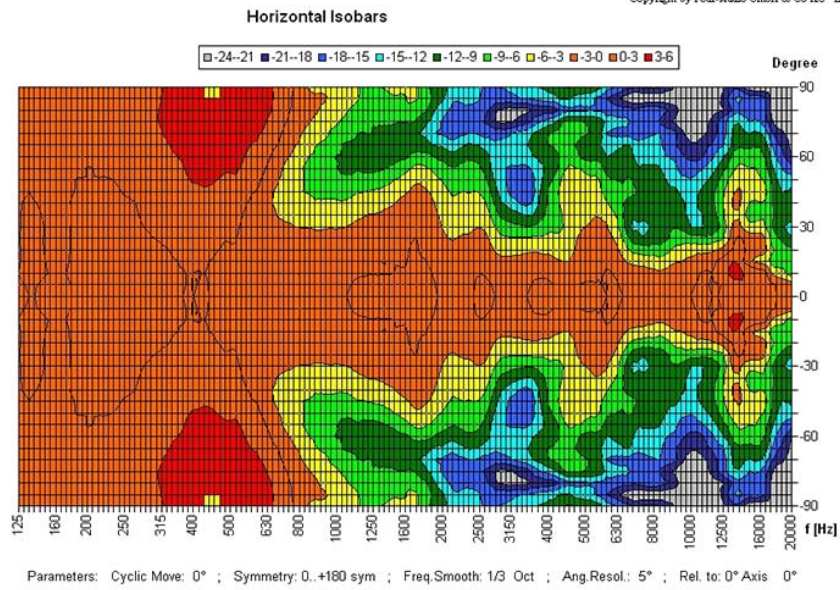 Horizontal Isobars
-24--21 -21--18 -18--15 -15--12 -12--9 -9--6 -6--3 -3-0 0-3 3-6
Degree
90
60
30
0
-30
-60
-90
125 160 200 250 315 400 500 630 800 1000 1250 1600 2000 2500 3150 4000 5000 6300 8000 10000 12500 16000 20000
f [Hz]
Parameters: Cyclic Move: 0° ; Symmetry: 0..+180 sym ; Freq.Smooth: 1/3 Oct ; Ang.Resol.: 5° ; Rel. to: 0° Axis 0°